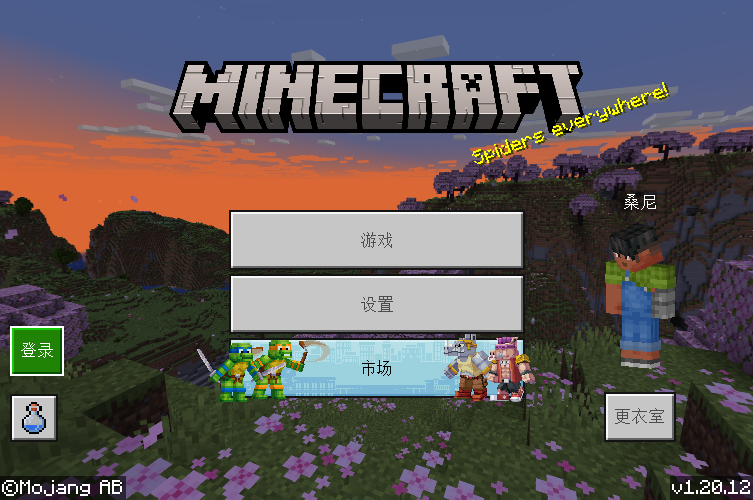 MINECRAFT
Spiders everywhere!
桑尼
游戏
设置
登录
市场
更衣室
©Mojang AB
v1.20.12